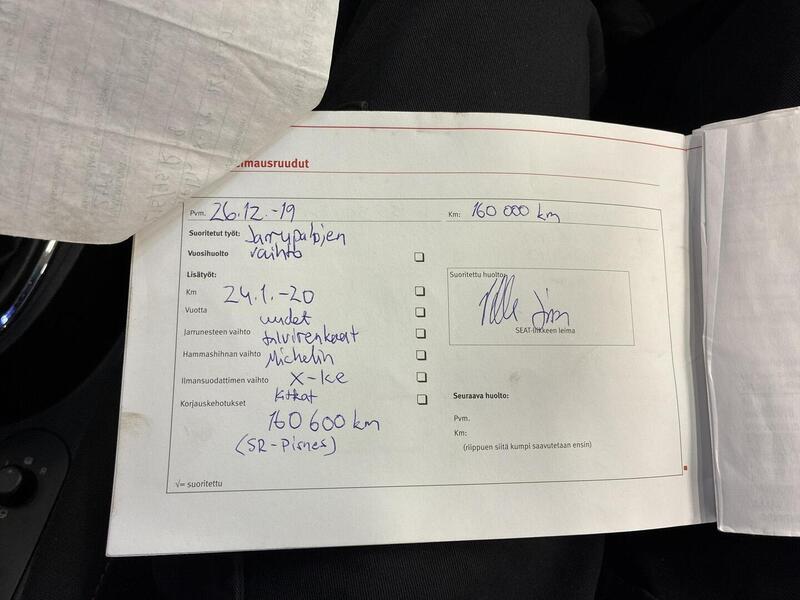 imausruudut
Pvm. 26.12.-19
Km: 160 000 km
Suoritetut työt: Jarrupalojen
Vuosihuolto vaihto
Lisätyöt:
Km 24.1.-20
Vuotta uudet
Jarrunesteen vaihto talvirenkaat
Hammashihnan vaihto Michelin
Ilmansuodattimen vaihto X-Ice
Korjauskehotukset kitkat
160 600 km
(SR-Pisnes)
√= suoritettu
Suoritettu huolto
SEAT-liikkeen leima
Seuraava huolto:
Pvm.
Km:
(riippuen siitä kumpi saavutetaan ensin)